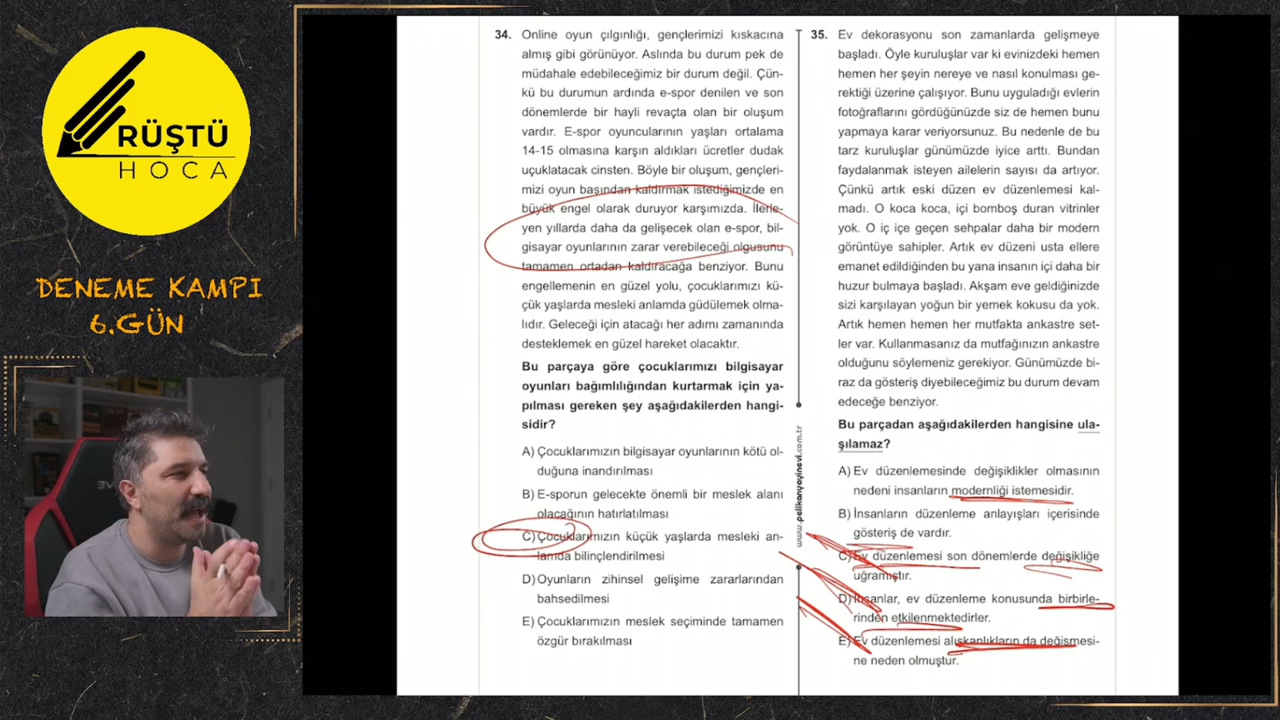 RÜŞTÜ
HOCA
DENEME KAMPI
6.GÜN
34. Online oyun çılgınlığı, gençlerimizi kıskacına
almış gibi görünüyor. Aslında bu durum pek de
müdahale edebileceğimiz bir durum değil. Çün-
kü bu durumun ardında e-spor denilen ve son
dönemlerde bir hayli revaçta olan bir oluşum
vardır. E-spor oyuncularının yaşları ortalama
14-15 olmasına karşın aldıkları ücretler dudak
uçuklatacak cinsten. Böyle bir oluşum, gençleri-
mizi oyun başından kaldırmak istediğimizde en
büyük engel olarak duruyor karşımızda. İlerle-
yen yıllarda daha da gelişecek olan e-spor, bil-
gisayar oyunlarının zarar verebileceği olgusunu
tamamen ortadan kaldıracağa benziyor. Bunu
engellemenin en güzel yolu, çocuklarımızı kü-
çük yaşlarda mesleki anlamda güdülemek olma-
lıdır. Geleceği için atacağı her adımı zamanında
desteklemek en güzel hareket olacaktır.
Bu parçaya göre çocuklarımızı bilgisayar
oyunları bağımlılığından kurtarmak için ya-
pılması gereken şey aşağıdakilerden hangi-
sidir?
A) Çocuklarımızın bilgisayar oyunlarının kötü ol-
duğuna inandırılması
B) E-sporun gelecekte önemli bir meslek alanı
olacağının hatırlatılması
C) Çocuklarımızın küçük yaşlarda mesleki an-
lamda bilinçlendirilmesi
D) Oyunların zihinsel gelişime zararlarından
bahsedilmesi
E) Çocuklarımızın meslek seçiminde tamamen
özgür bırakılması
www.pelikanyayinevi.com.tr
35. Ev dekorasyonu son zamanlarda gelişmeye
başladı. Öyle kuruluşlar var ki evinizdeki hemen
hemen her şeyin nereye ve nasıl konulması ge-
rektiği üzerine çalışıyor. Bunu uyguladığı evlerin
fotoğraflarını gördüğünüzde siz de hemen bunu
yapmaya karar veriyorsunuz. Bu nedenle de bu
tarz kuruluşlar günümüzde iyice arttı. Bundan
faydalanmak isteyen ailelerin sayısı da artıyor.
Çünkü artık eski düzen ev düzenlemesi kal-
madı. O koca koca, içi bomboş duran vitrinler
yok. O iç içe geçen sehpalar daha bir modern
görüntüye sahipler. Artık ev düzeni usta ellere
emanet edildiğinden bu yana insanın içi daha bir
huzur bulmaya başladı. Akşam eve geldiğinizde
sizi karşılayan yoğun bir yemek kokusu da yok.
Artık hemen hemen her mutfakta ankastre set-
ler var. Kullanmasanız da mutfağınızın ankastre
olduğunu söylemeniz gerekiyor. Günümüzde bi-
raz da gösteriş diyebileceğimiz bu durum devam
edeceğe benziyor.
Bu parçadan aşağıdakilerden hangisine ula-
şılamaz?
A) Ev düzenlemesinde değişiklikler olmasının
nedeni insanların modernliği istemesidir.
B) İnsanların düzenleme anlayışları içerisinde
gösteriş de vardır.
C) Ev düzenlemesi son dönemlerde değişikliğe
uğramıştır.
D) İnsanlar, ev düzenleme konusunda birbirle-
rinden etkilenmektedirler.
E) Ev düzenlemesi alışkanlıkların da değişmesi-
ne neden olmuştur.